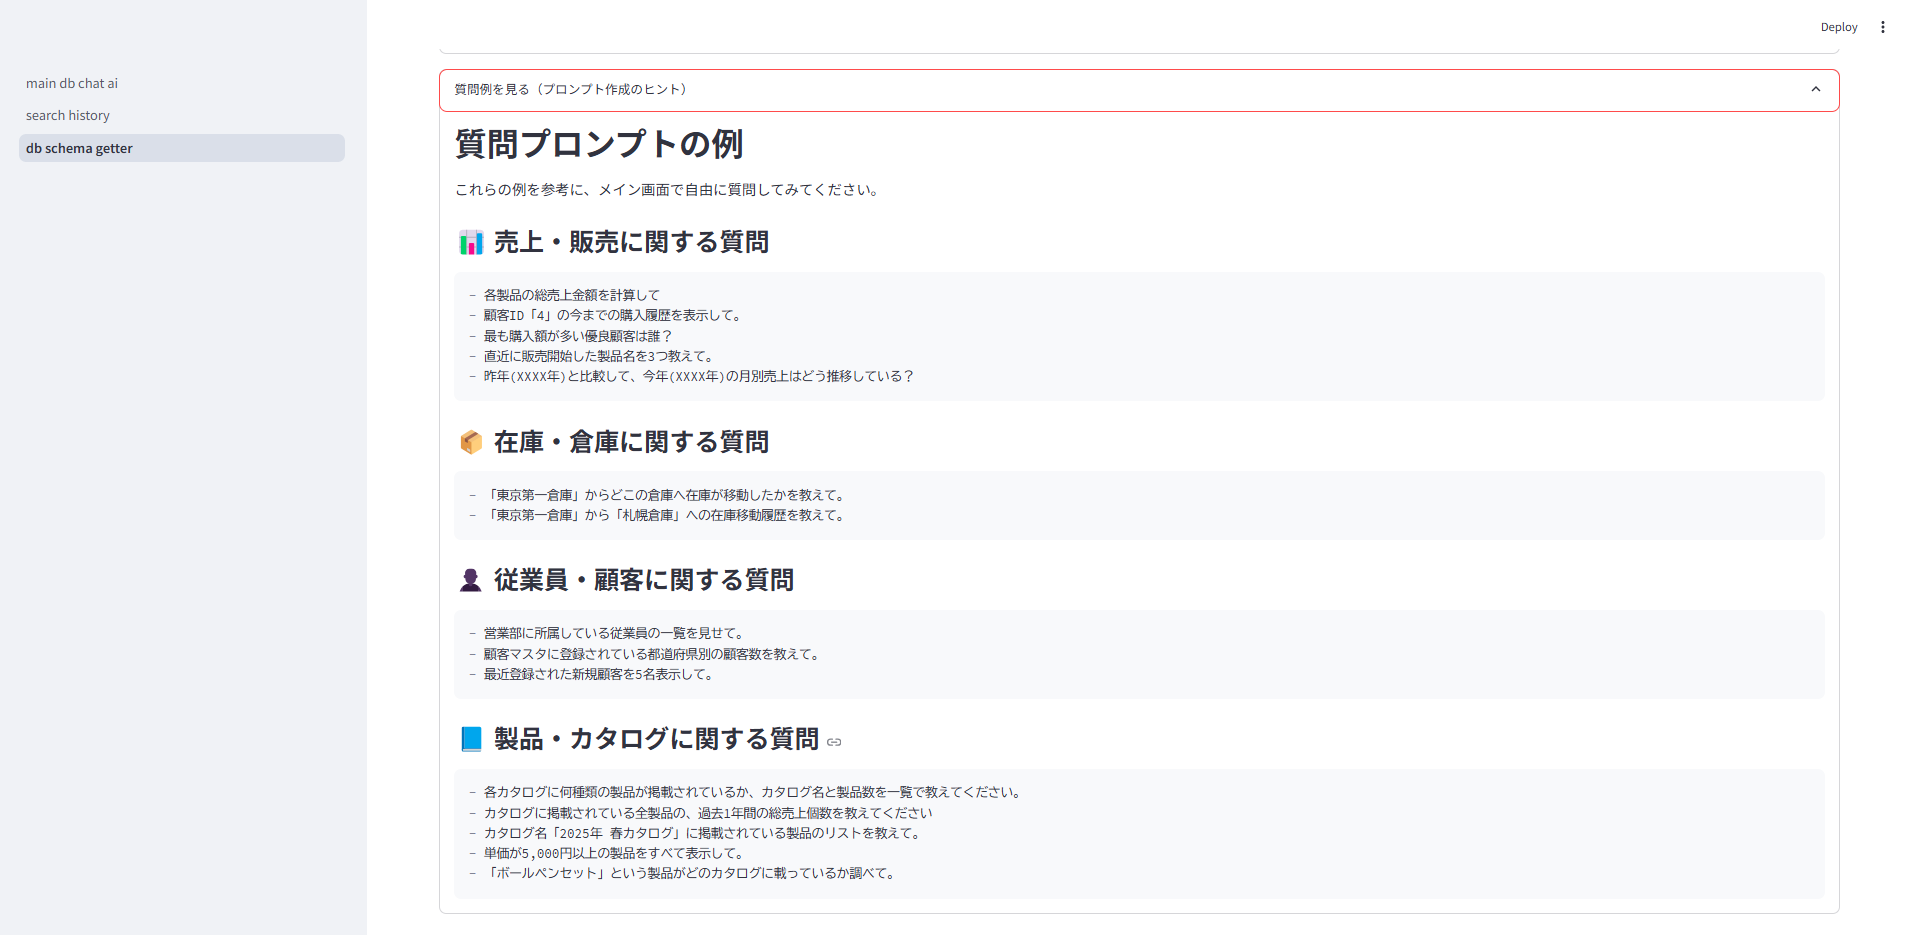 Deploy
main db chat ai
search history
db schema getter
質問例を見る（プロンプト作成のヒント）
質問プロンプトの例
これらの例を参考に、メイン画面で自由に質問してみてください。
売上・販売に関する質問
- 各製品の総売上金額を計算して
- 顧客ID「4」の今までの購入履歴を表示して。
- 最も購入額が多い優良顧客は誰？
- 直近に販売開始した製品名を3つ教えて。
- 昨年(XXXX年)と比較して、今年(XXXX年)の月別売上はどう推移している？
在庫・倉庫に関する質問
- 「東京第一倉庫」からどこの倉庫へ在庫が移動したかを教えて。
- 「東京第一倉庫」から「札幌倉庫」への在庫移動履歴を教えて。
従業員・顧客に関する質問
- 営業部に所属している従業員の一覧を見せて。
- 顧客マスタに登録されている都道府県別の顧客数を教えて。
- 最近登録された新規顧客を5名表示して。
製品・カタログに関する質問
- 各カタログに何種類の製品が掲載されているか、カタログ名と製品数を一覧で教えてください。
- カタログに掲載されている全製品の、過去1年間の総売上個数を教えてください
- カタログ名「2025年 春カタログ」に掲載されている製品のリストを教えて。
- 単価が5,000円以上の製品をすべて表示して。
- 「ボールペンセット」という製品がどのカタログに載っているか調べて。